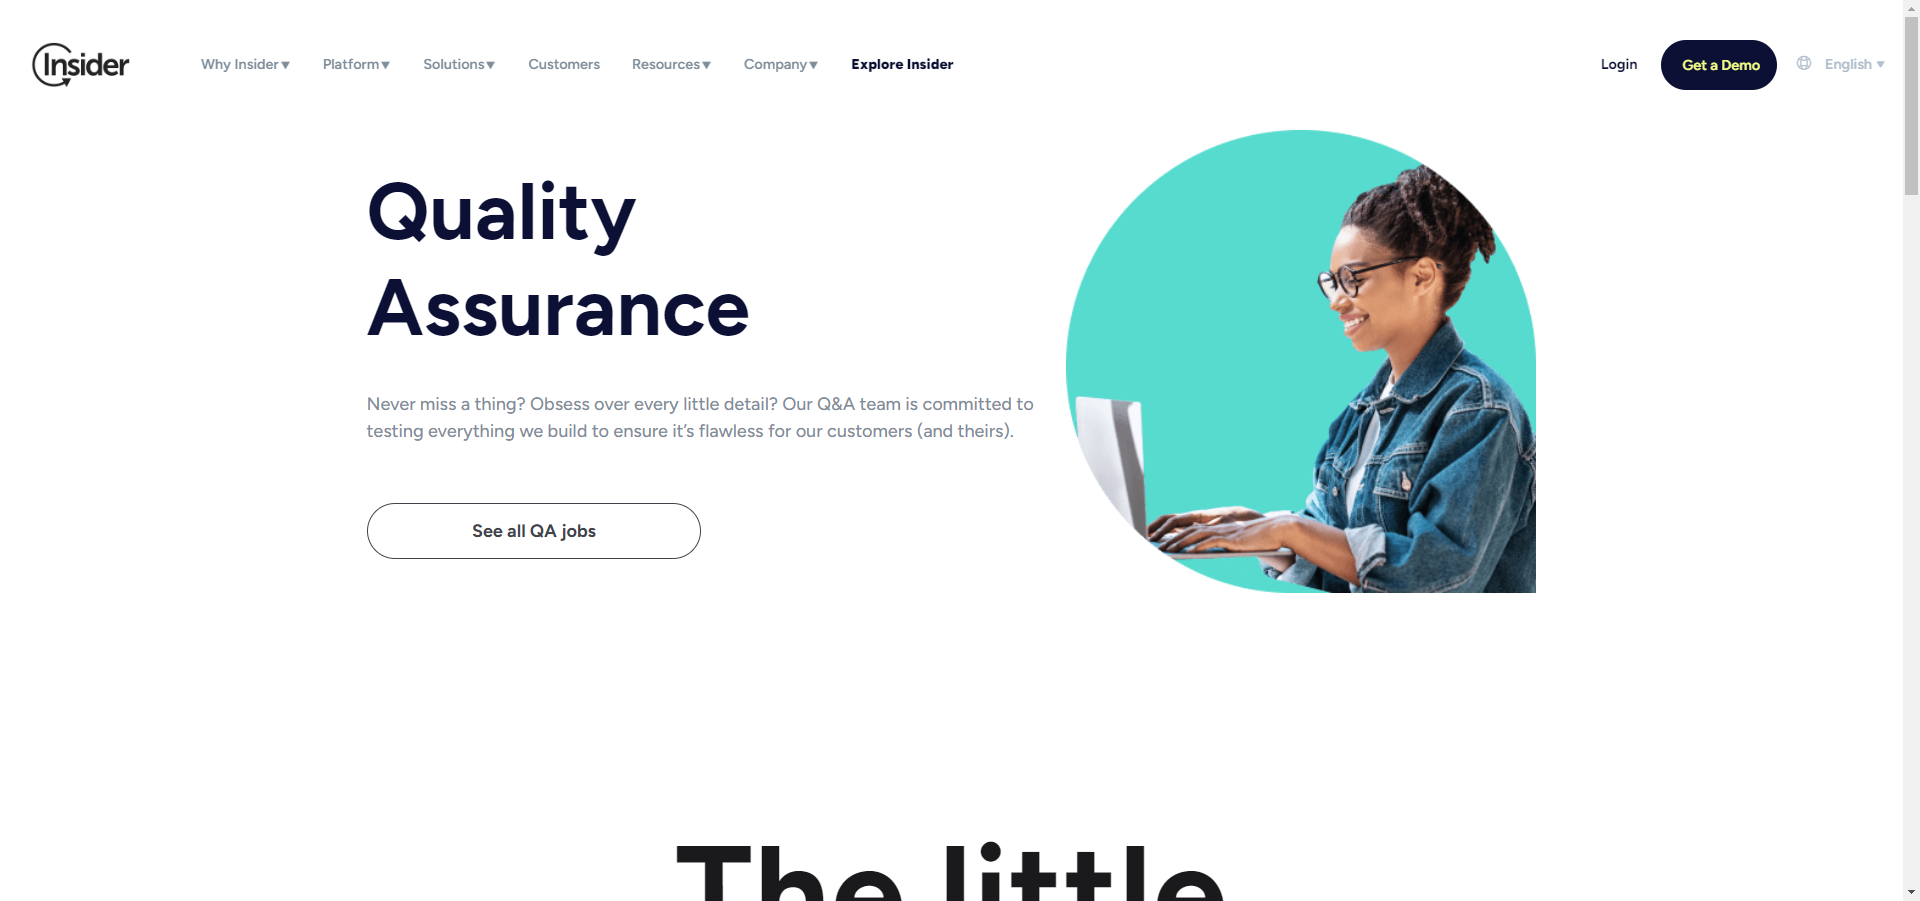 Insider
Why Insider▼ Platform▼ Solutions▼ Customers Resources▼ Company▼ Explore Insider
Login Get a Demo English ▼
Quality
Assurance
Never miss a thing? Obsess over every little detail? Our Q&A team is committed to
testing everything we build to ensure it’s flawless for our customers (and theirs).
See all QA jobs
The little